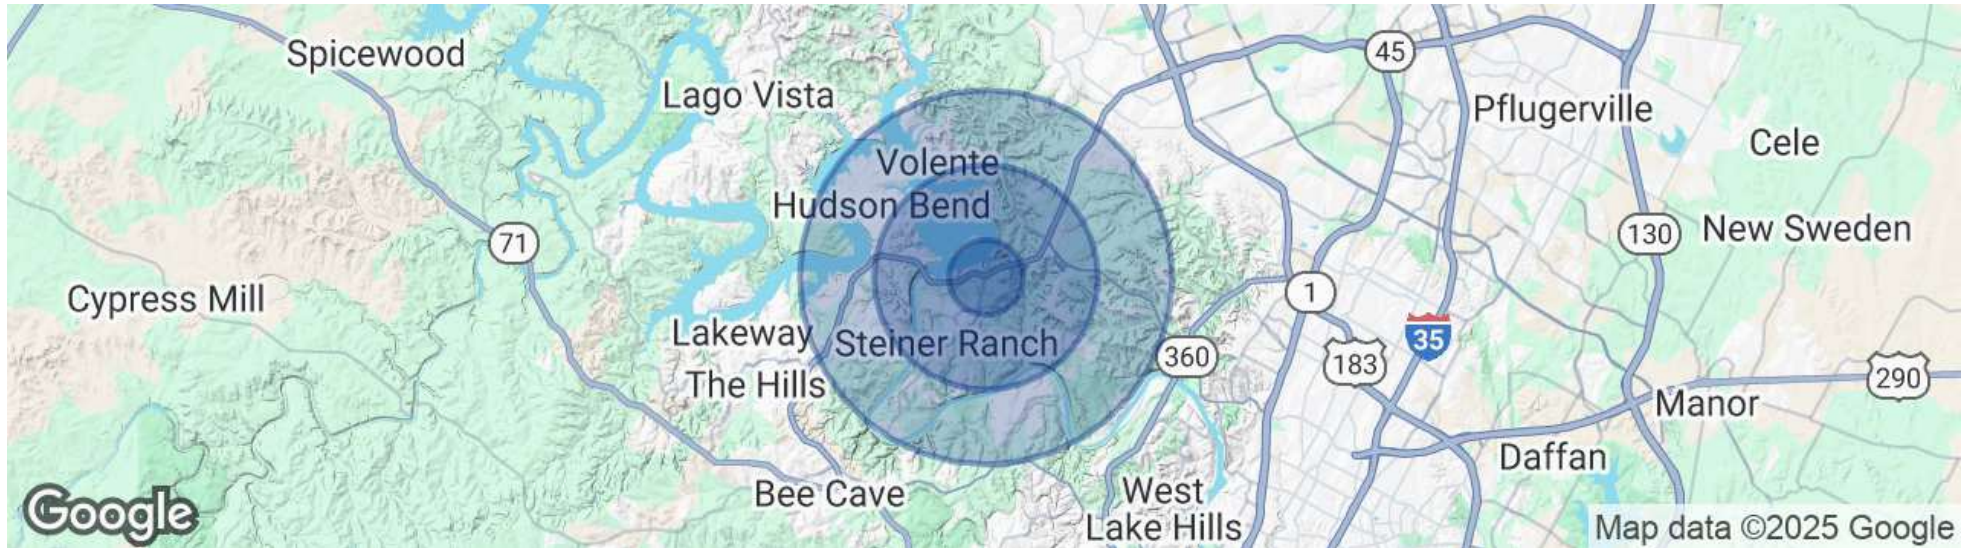 Spicewood
Lago Vista
45
Pflugerville
Cele
Volente
Hudson Bend
71
130
New Sweden
Cypress Mill
1
Lakeway
Steiner Ranch
35
360
183
The Hills
290
Manor
Daffan
Bee Cave
West
Lake Hills
Google
Map data ©2025 Google